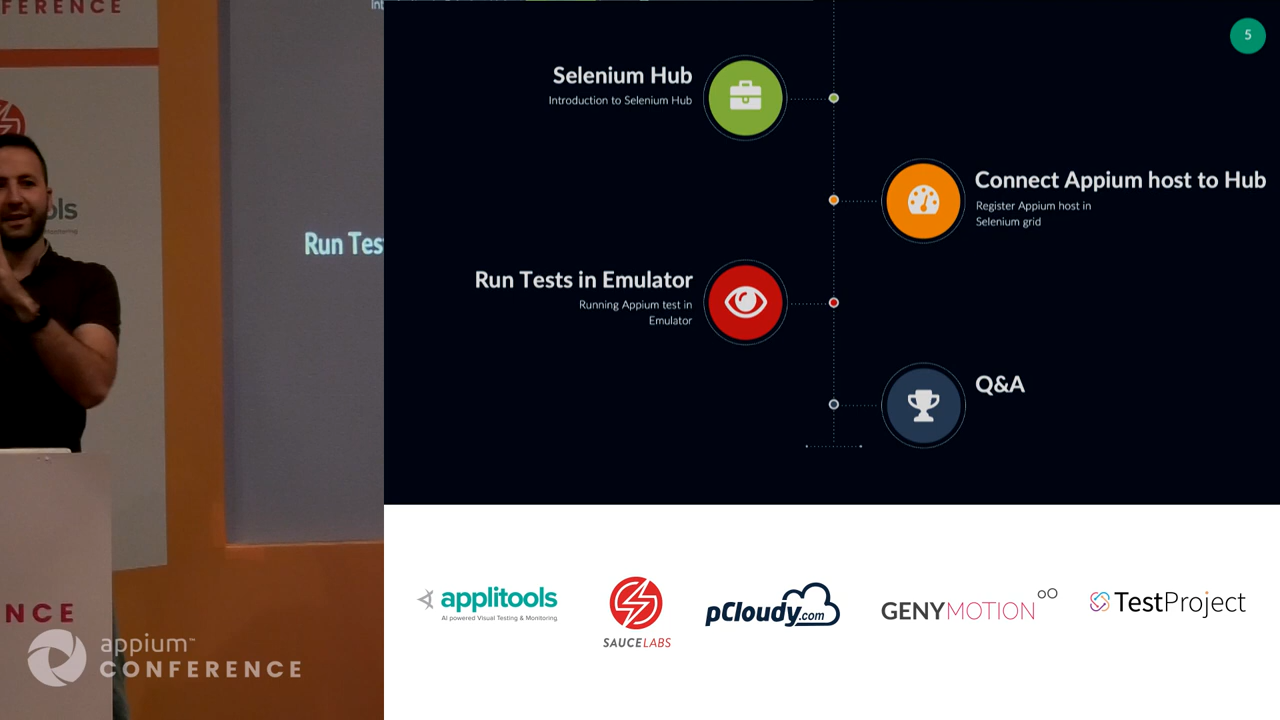 FERENCE
ols
Run Tes
NCE
appium™
CONFERENCE
5
Selenium Hub
Introduction to Selenium Hub
Connect Appium host to Hub
Register Appium host in
Selenium grid
Run Tests in Emulator
Running Appium test in
Emulator
Q&A
applitools
AI powered Visual Testing & Monitoring
SAUCELABS
pCloudy.com
GENYMOTION
TestProject